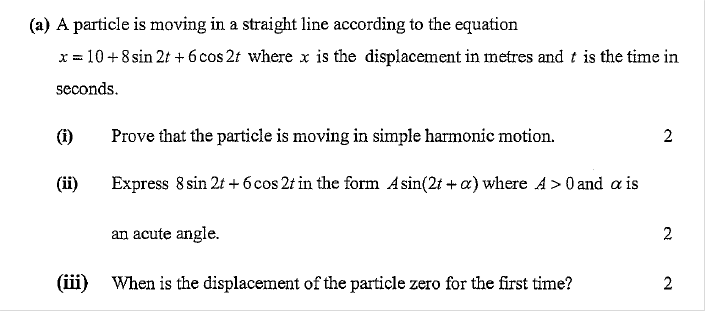 (a) A particle is moving in a straight line according to the equation
x = 10 + 8 sin 2t + 6 cos 2t where x is the displacement in metres and t is the time in
seconds.
(i) Prove that the particle is moving in simple harmonic motion. 2
(ii) Express 8 sin 2t + 6 cos 2t in the form A sin(2t + α) where A > 0 and α is
an acute angle. 2
(iii) When is the displacement of the particle zero for the first time? 2